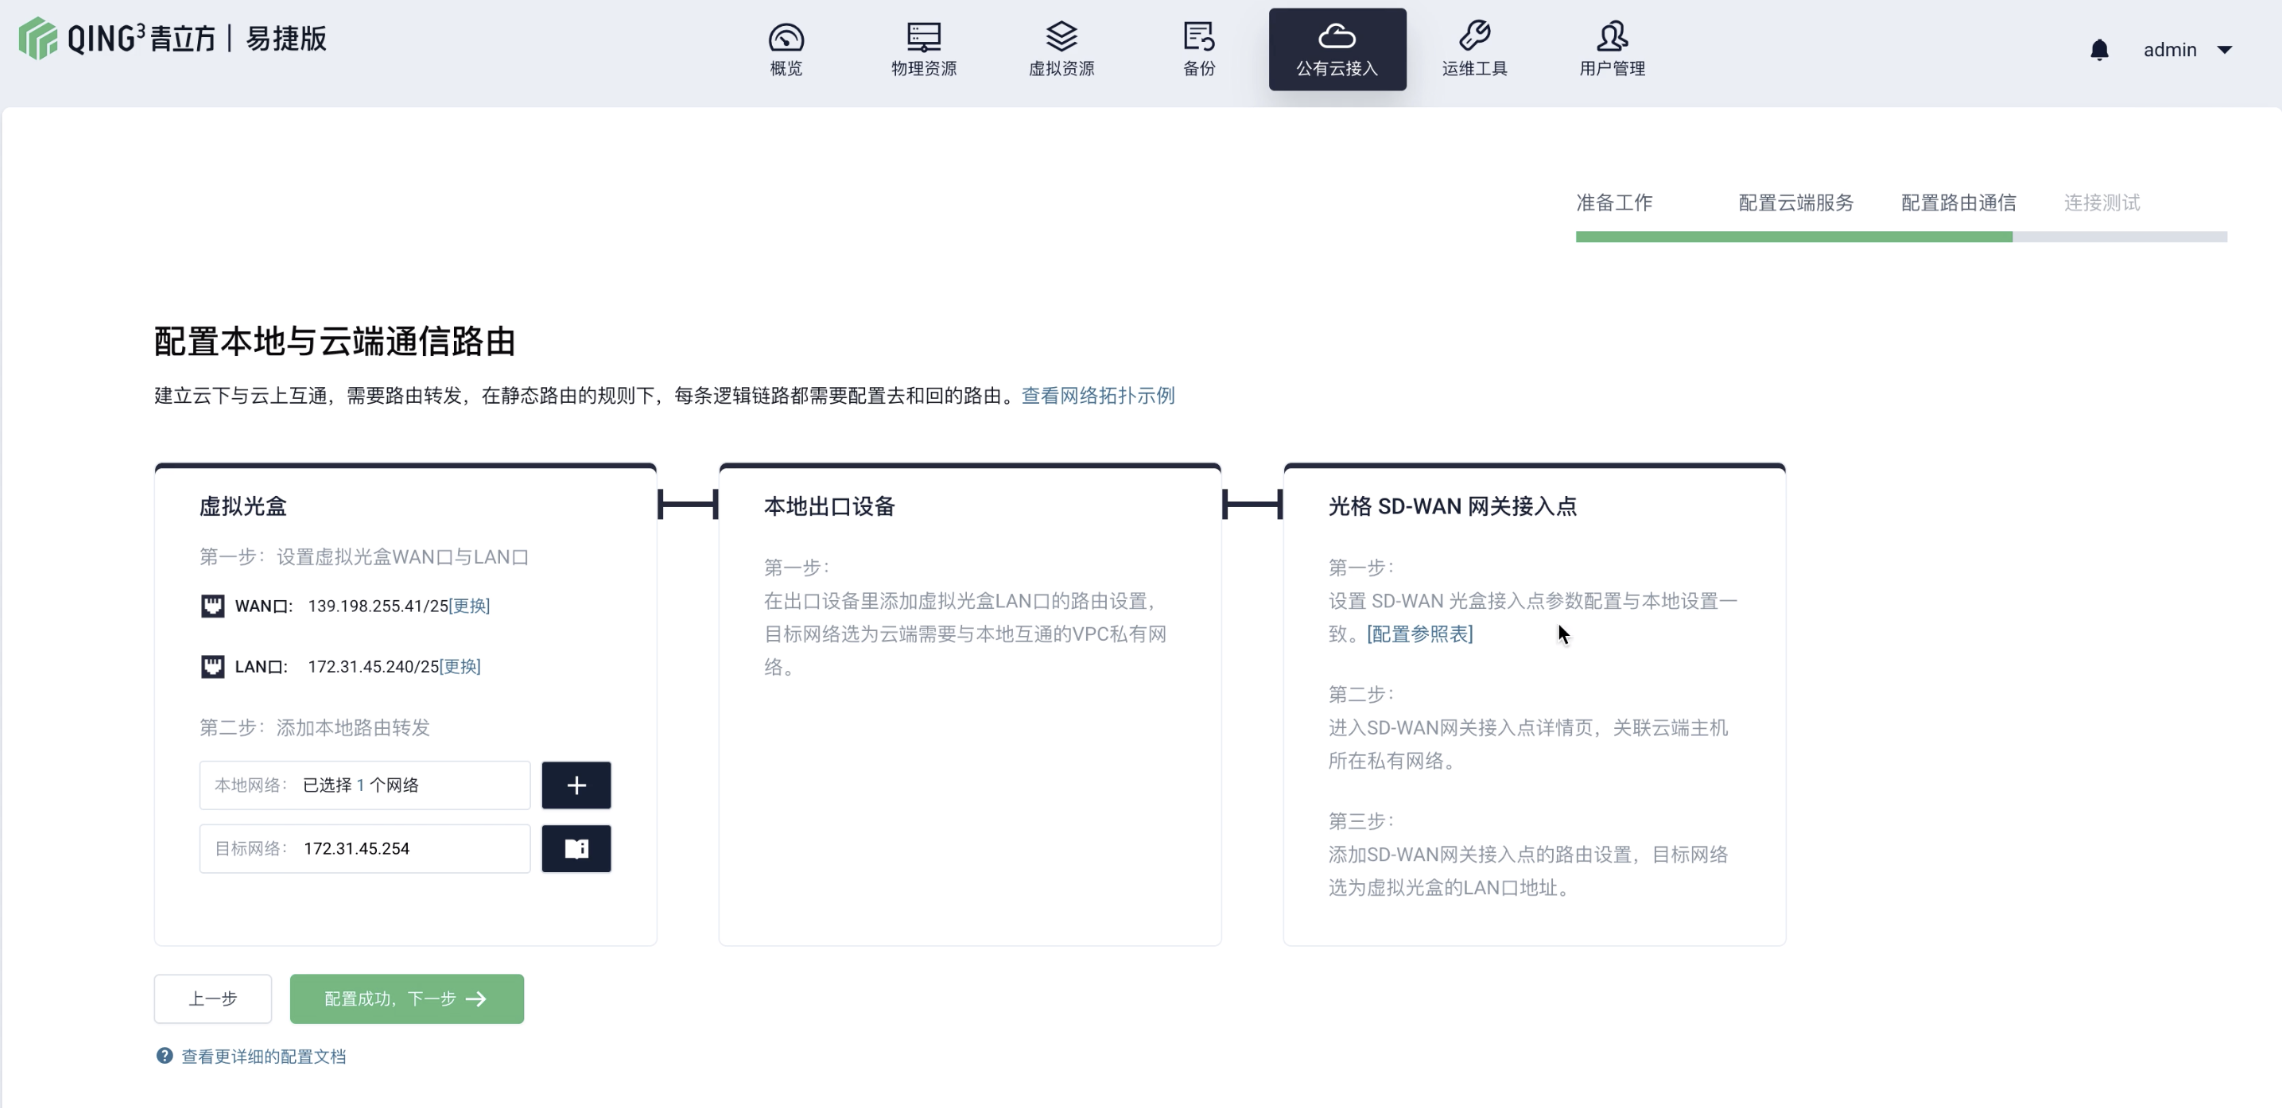 QING³青立方 | 易捷版
概览
物理资源
虚拟资源
备份
公有云接入
运维工具
用户管理
admin
准备工作
配置云端服务
配置路由通信
连接测试
配置本地与云端通信路由
建立云下与云上互通，需要路由转发，在静态路由的规则下，每条逻辑链路都需要配置去和回的路由。查看网络拓扑示例
虚拟光盒
第一步：设置虚拟光盒WAN口与LAN口
WAN口: 139.198.255.41/25[更换]
LAN口: 172.31.45.240/25[更换]
第二步：添加本地路由转发
本地网络： 已选择 1 个网络
目标网络： 172.31.45.254
本地出口设备
第一步：
在出口设备里添加虚拟光盒LAN口的路由设置，
目标网络选为云端需要与本地互通的VPC私有网
络。
光格 SD-WAN 网关接入点
第一步：
设置 SD-WAN 光盒接入点参数配置与本地设置一
致。[配置参照表]
第二步：
进入SD-WAN网关接入点详情页，关联云端主机
所在私有网络。
第三步：
添加SD-WAN网关接入点的路由设置，目标网络
选为虚拟光盒的LAN口地址。
上一步
配置成功，下一步 →
? 查看更详细的配置文档